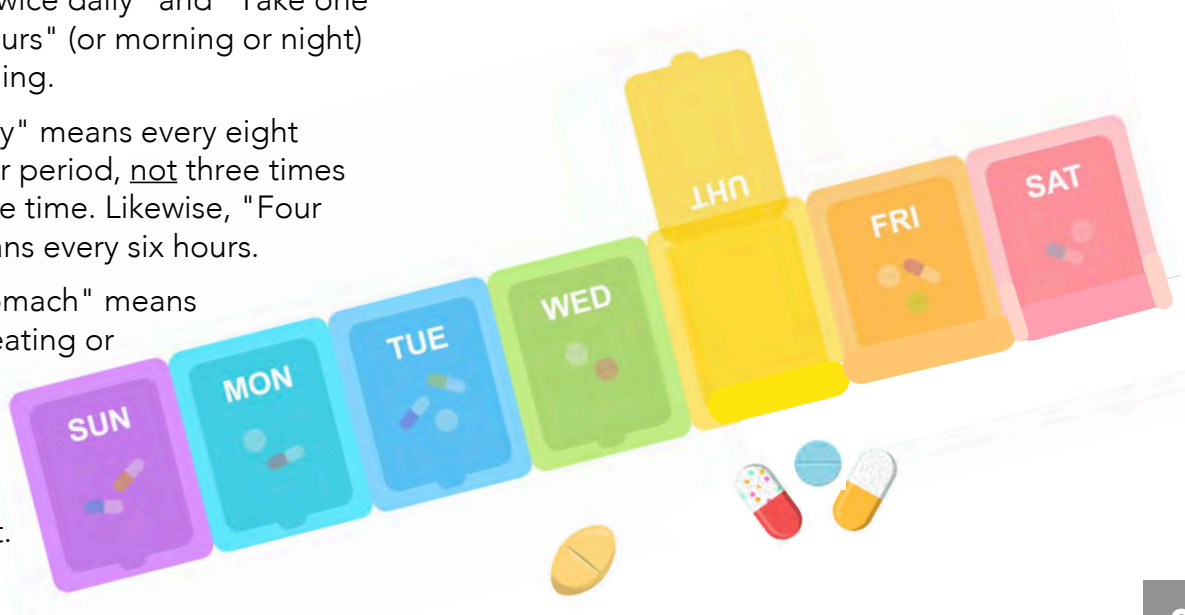 wice daily" and "Take one
urs" (or morning or night)
ing.
y" means every eight
r period, not three times
e time. Likewise, "Four
ns every six hours.
omach" means
eating or
t.
SUN
MON
TUE
WED
THU
FRI
SAT